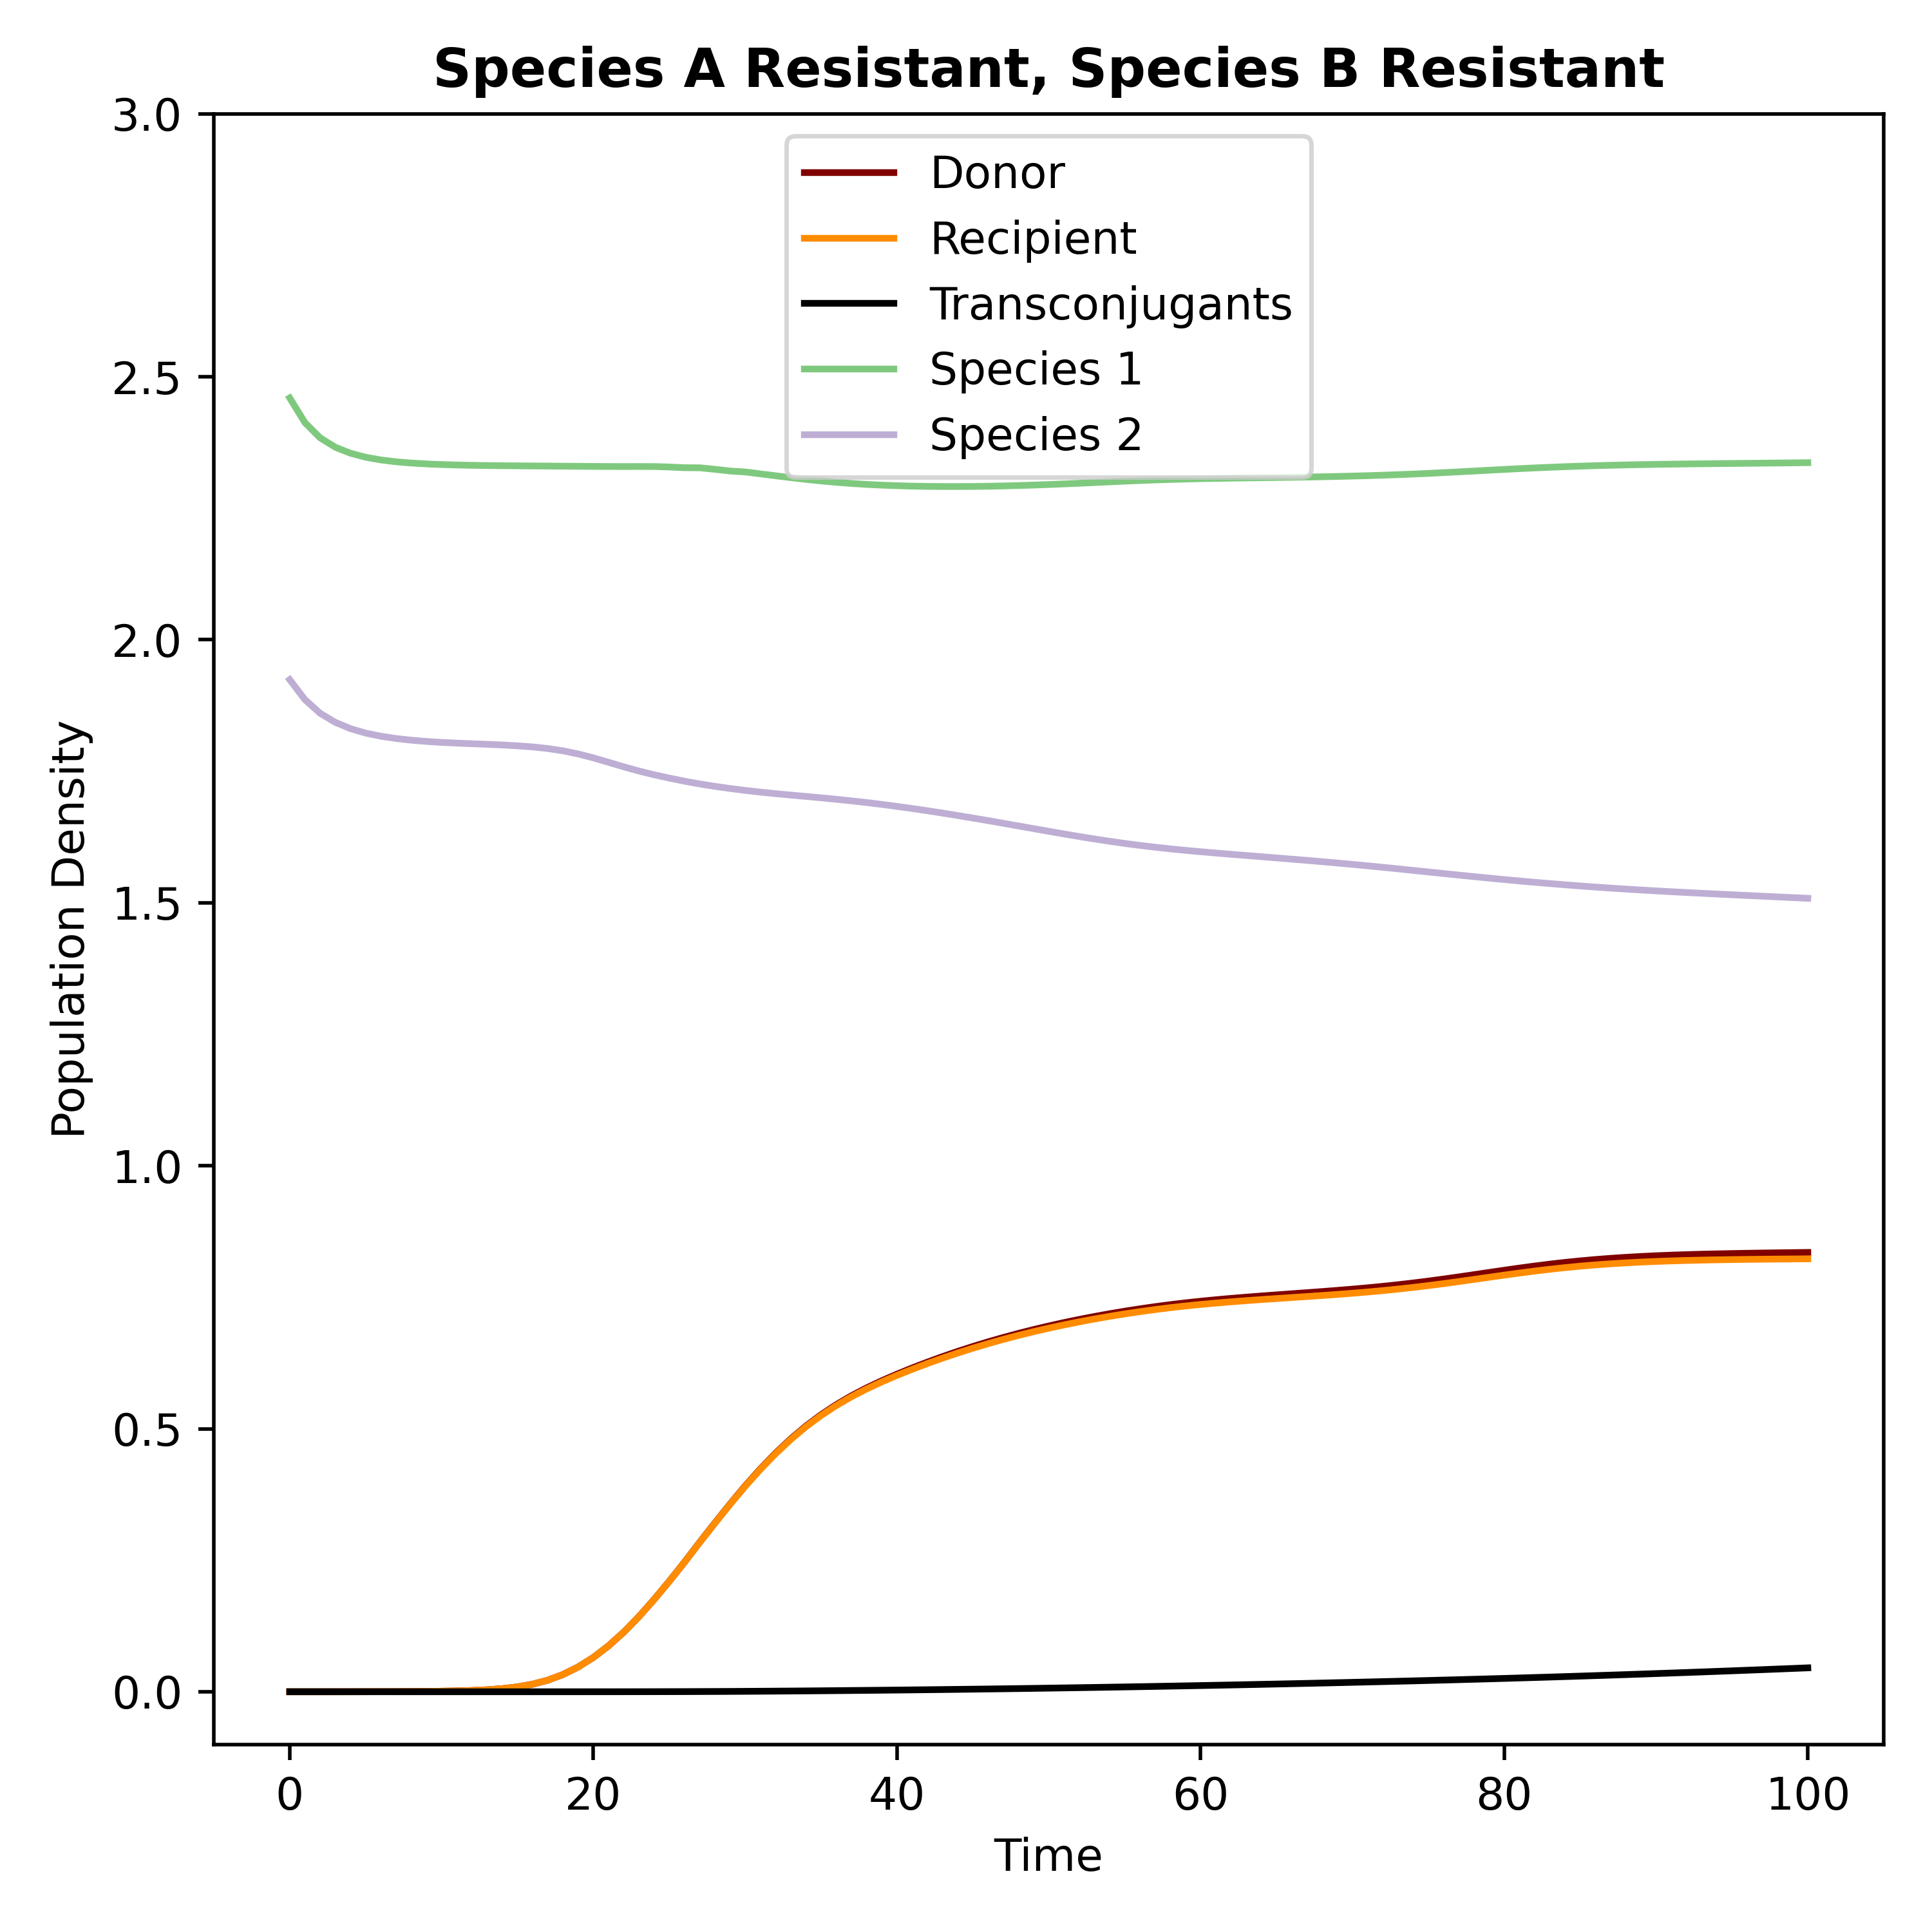 Species A Resistant, Species B Resistant
3.0
2.5
2.0
1.5
1.0
0.5
0.0
Population Density
Donor
Recipient
Transconjugants
Species 1
Species 2
0 20 40 60 80 100
Time